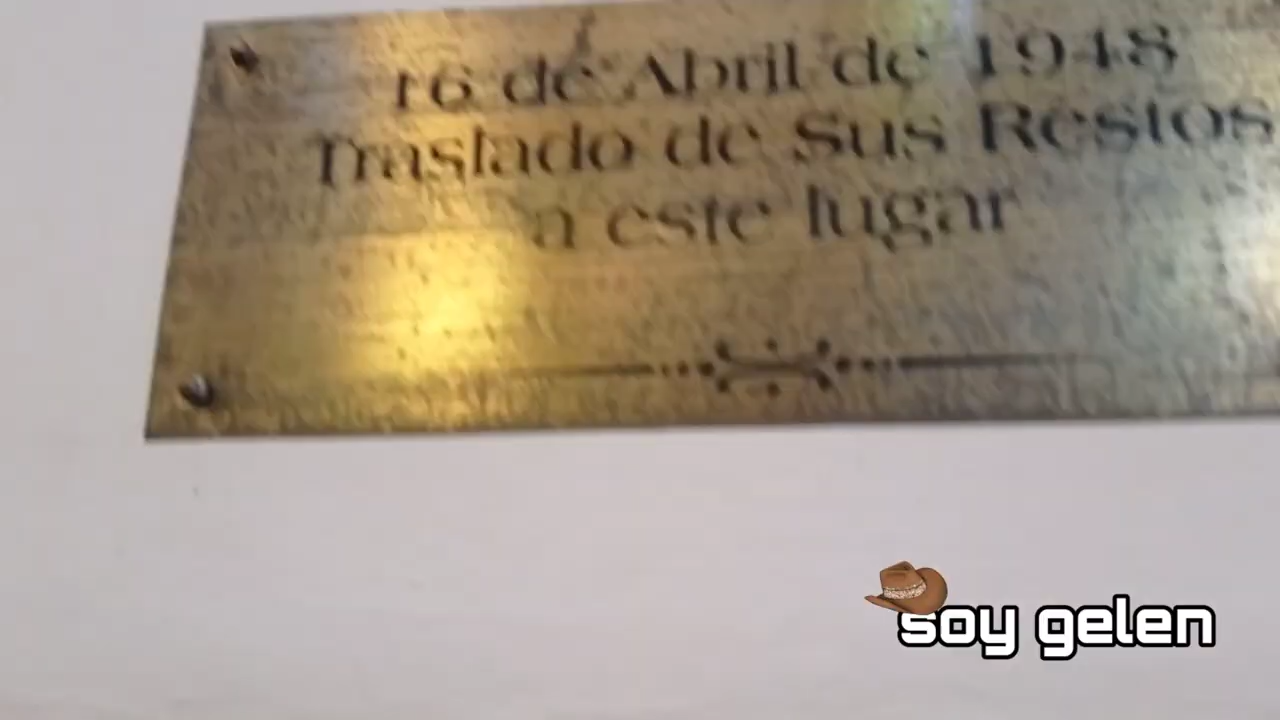 16 de Abril de 1948
Traslado de Sus Restos
a este lugar
soy gelen